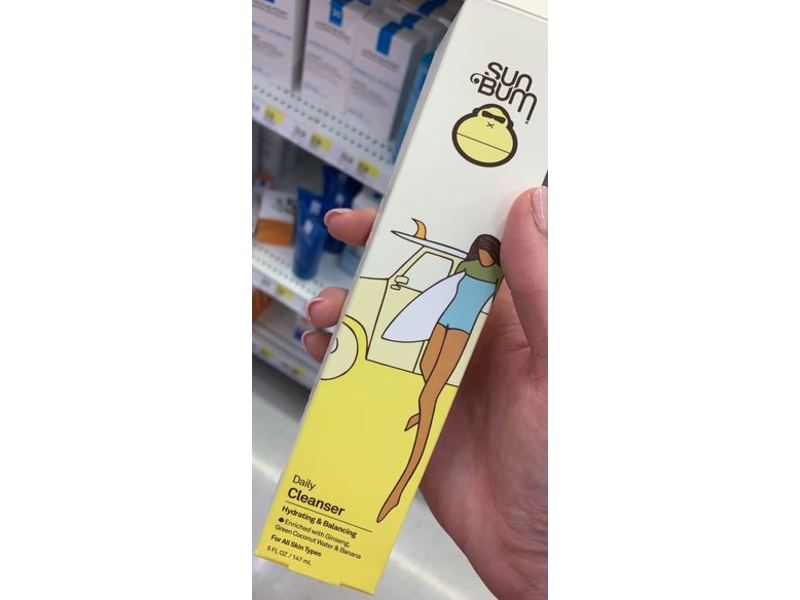 SUN
BUM
Daily
Cleanser
Hydrating & Balancing
Enriched with Ginseng,
Green Coconut Water & Banana
For All Skin Types
5 FL OZ / 147 mL